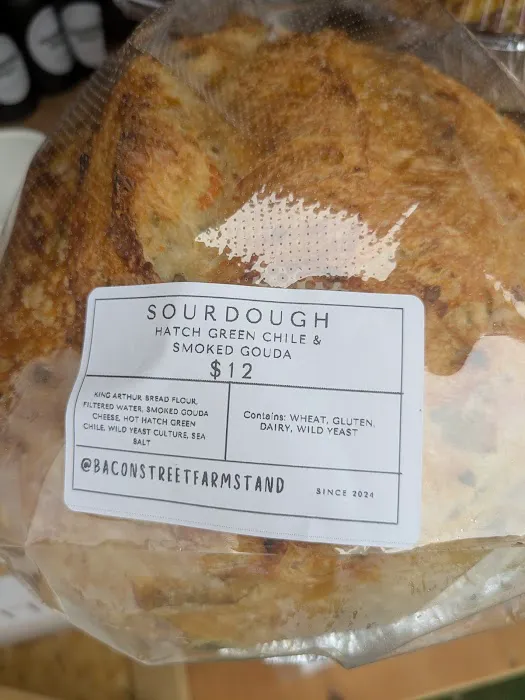 SOURDOUGH
HATCH GREEN CHILE &
SMOKED GOUDA
$12
KING ARTHUR BREAD FLOUR,
FILTERED WATER, SMOKED GOUDA
CHEESE, HOT HATCH GREEN
CHILE, WILD YEAST CULTURE, SEA
SALT
Contains: WHEAT, GLUTEN,
DAIRY, WILD YEAST
@BACONSTREETFARMSTAND
SINCE 2024